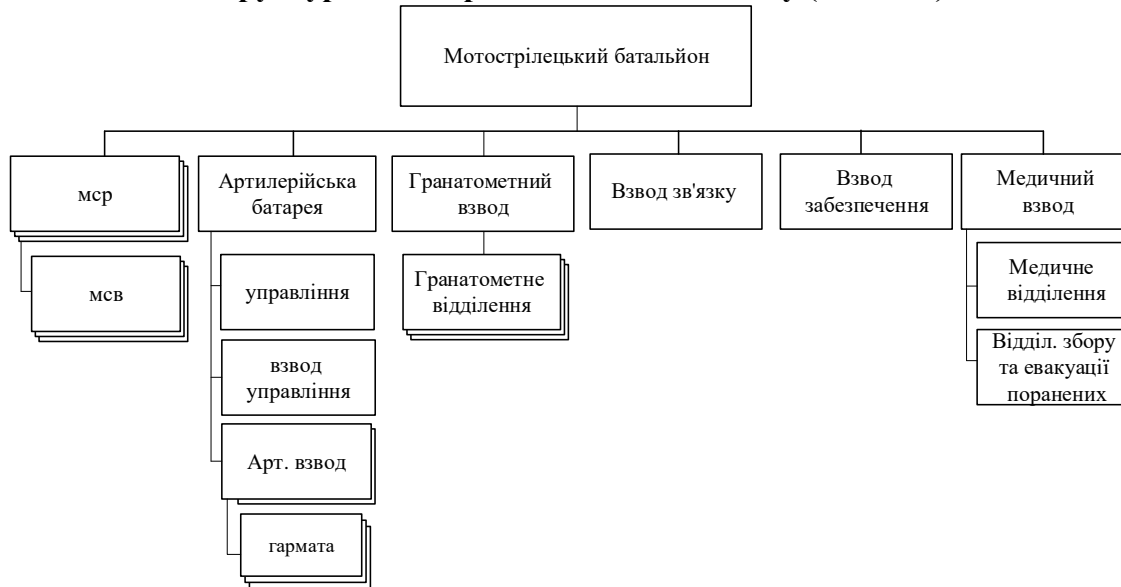 Мотострілецький батальйон
мср
Артилерійська
батарея
Гранатометний
взвод
Взвод зв'язку
Взвод
забезпечення
Медичний
взвод
мсв
управління
Гранатометне
відділення
Медичне
відділення
взвод
управління
Відділ. збору
та евакуації
поранених
Арт. взвод
гармата